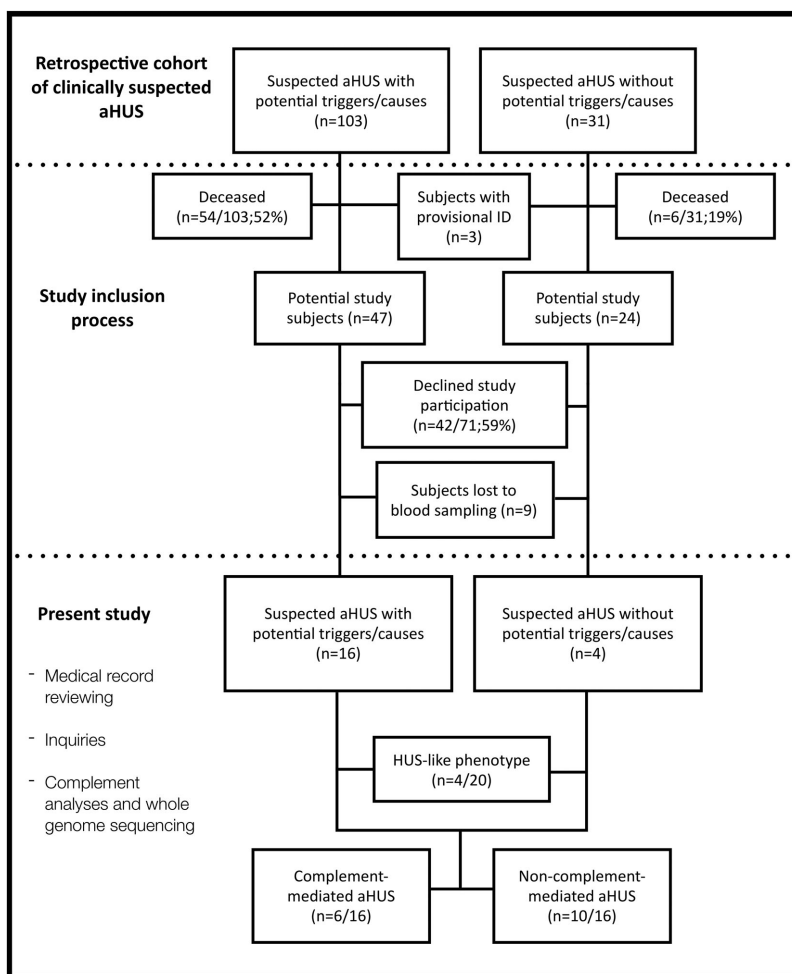 Retrospective cohort
of clinically suspected
aHUS
Suspected aHUS with
potential triggers/causes
(n=103)
Suspected aHUS without
potential triggers/causes
(n=31)
Deceased
(n=54/103;52%)
Subjects with
provisional ID
(n=3)
Deceased
(n=6/31;19%)
Study inclusion
process
Potential study
subjects (n=47)
Potential study
subjects (n=24)
Declined study
participation
(n=42/71;59%)
Subjects lost to
blood sampling (n=9)
Present study
- Medical record
reviewing
- Inquiries
- Complement
analyses and whole
genome sequencing
Suspected aHUS with
potential triggers/causes
(n=16)
Suspected aHUS without
potential triggers/causes
(n=4)
HUS-like phenotype
(n=4/20)
Complement-
mediated aHUS
(n=6/16)
Non-complement-
mediated aHUS
(n=10/16)